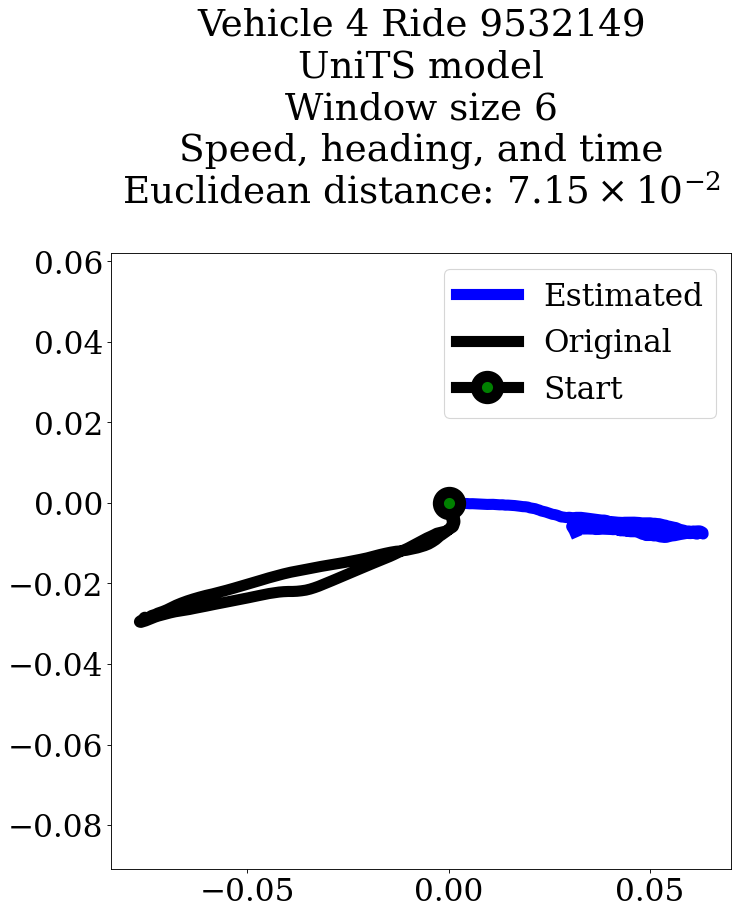 Vehicle 4 Ride 9532149
UniTS model
Window size 6
Speed, heading, and time
Euclidean distance: 7.15 × 10⁻²
Estimated
Original
Start
0.06
0.04
0.02
0.00
−0.02
−0.04
−0.06
−0.08
−0.05
0.00
0.05